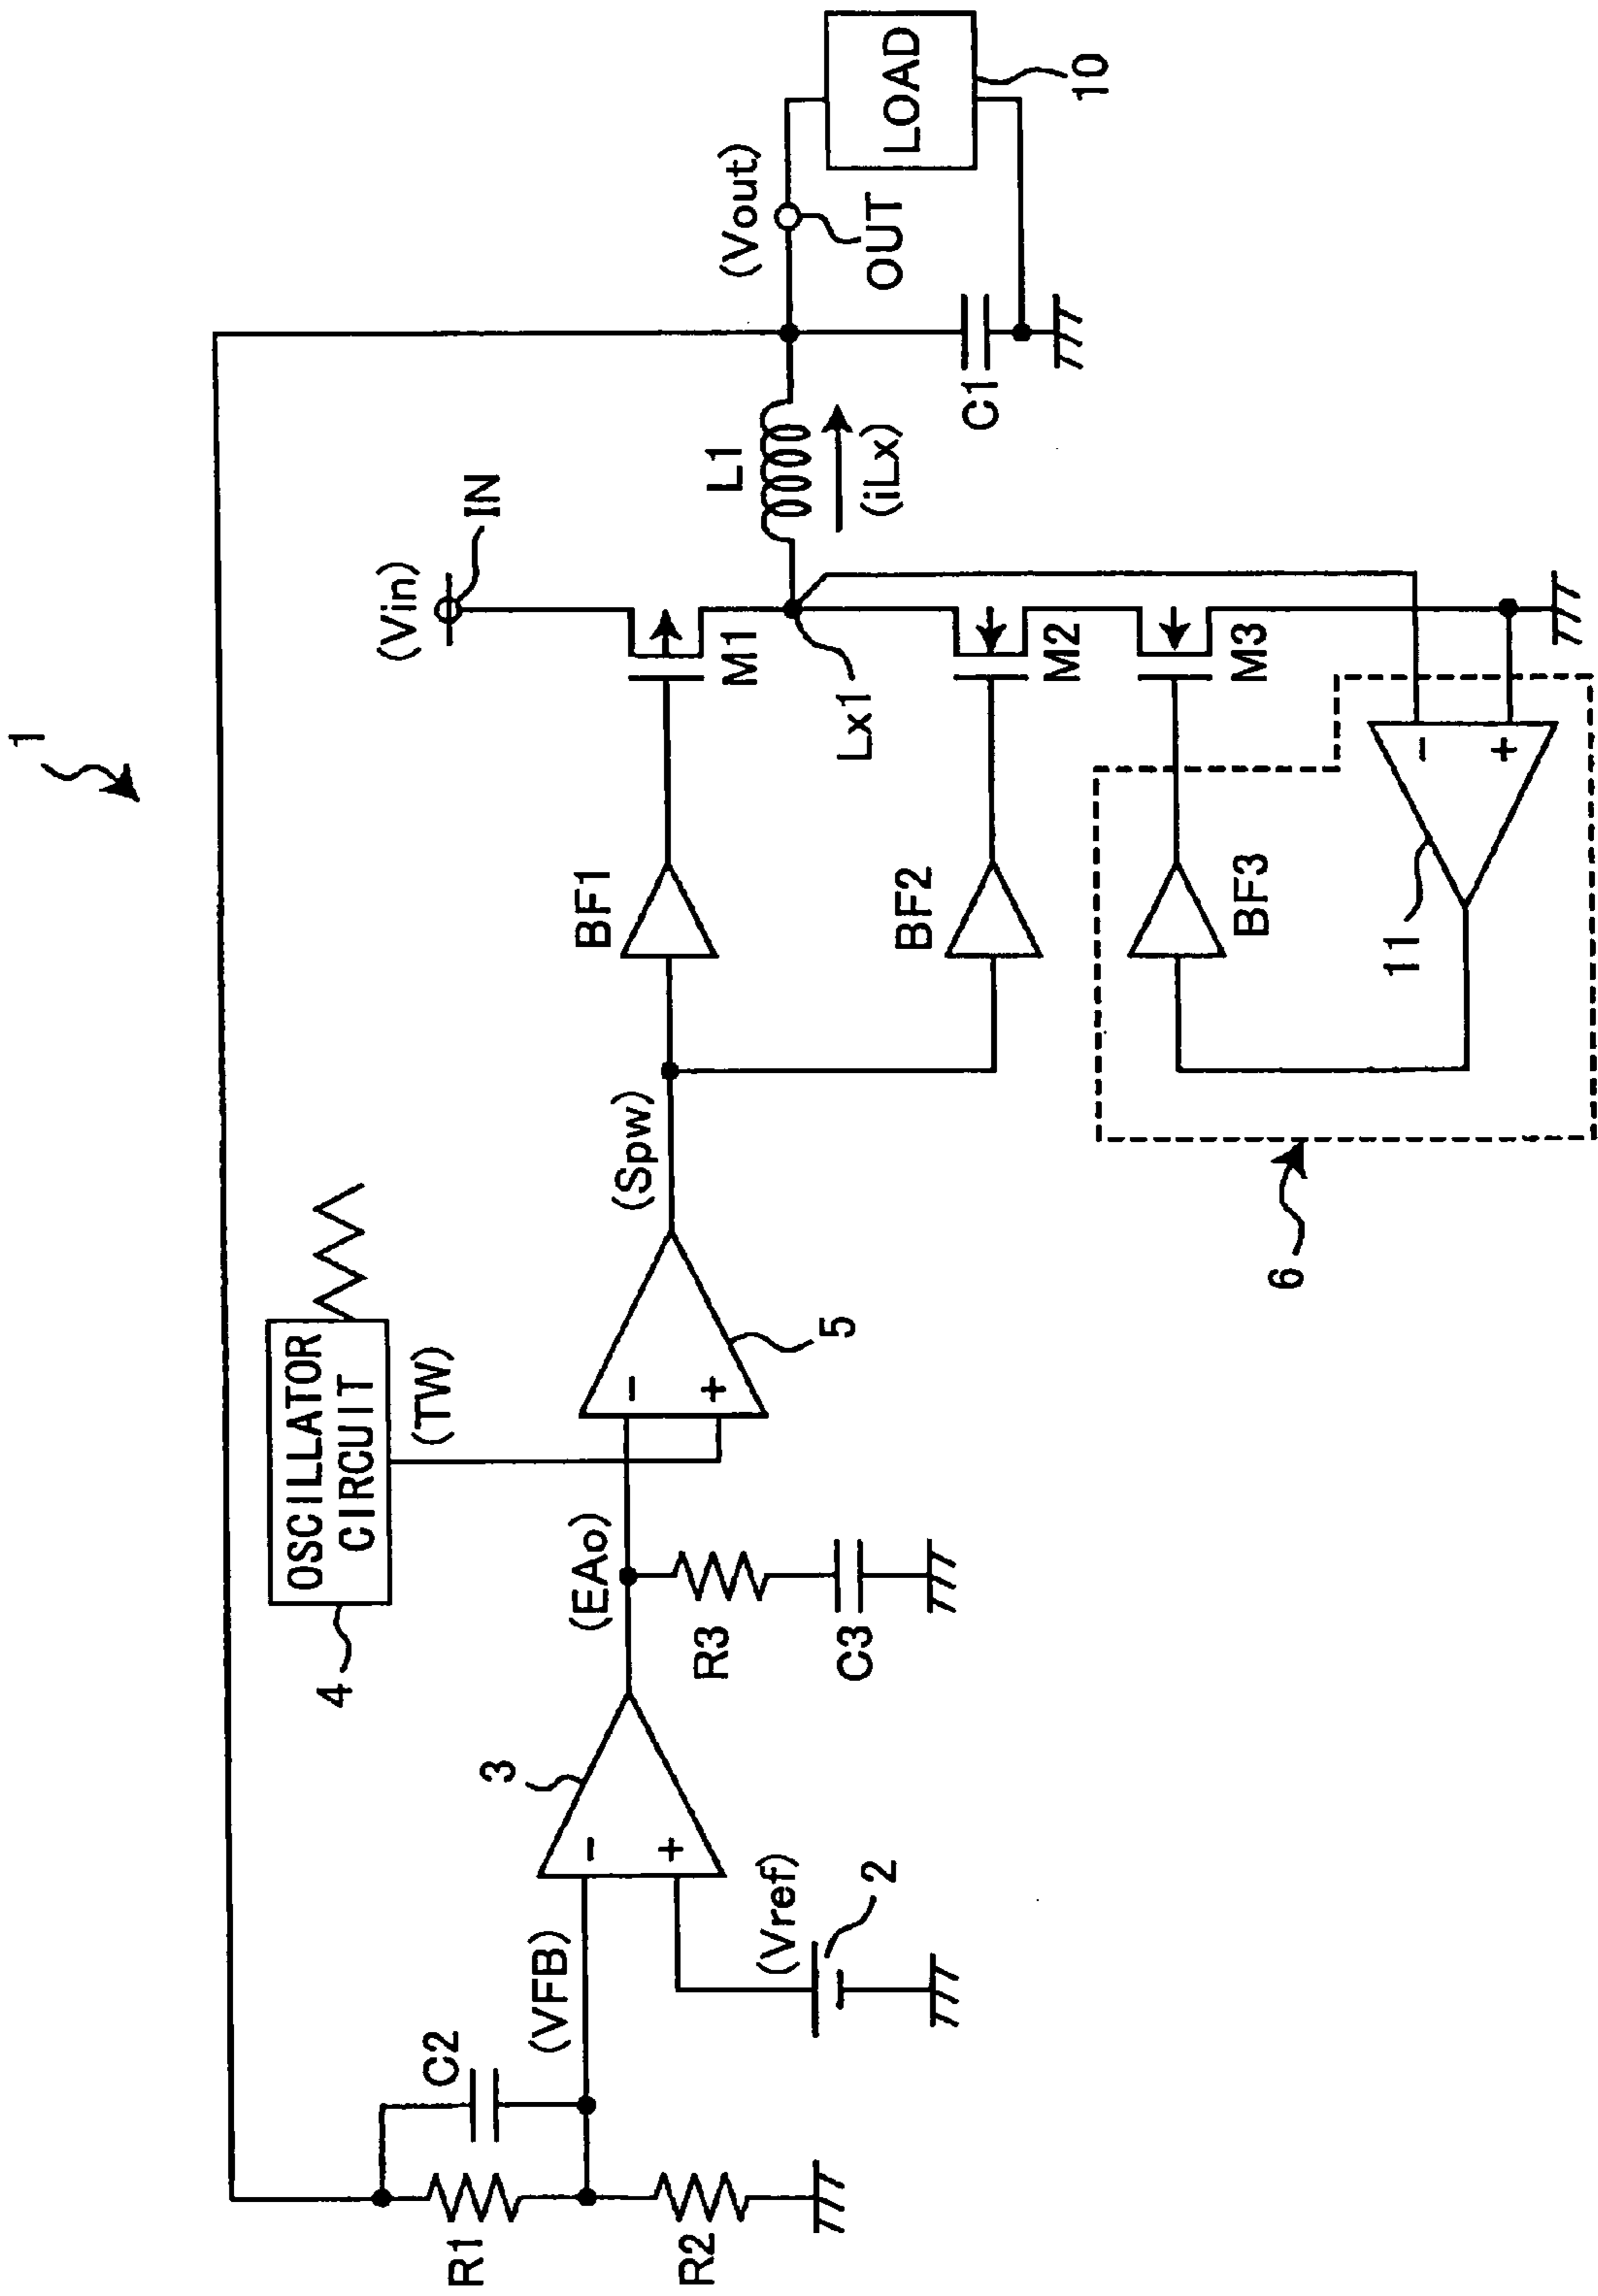 1
(Vin)
IN
(Vout)
OUT
LOAD
10
L1
(iLx)
C1
M1
Lx1
M2
M3
BF1
BF2
BF3
11
6
(Spw)
OSCILLATOR
CIRCUIT
4
(TW)
5
-
+
(EAo)
R3
C3
3
-
+
(VFB)
(Vref)
2
C2
R1
R2
-
+